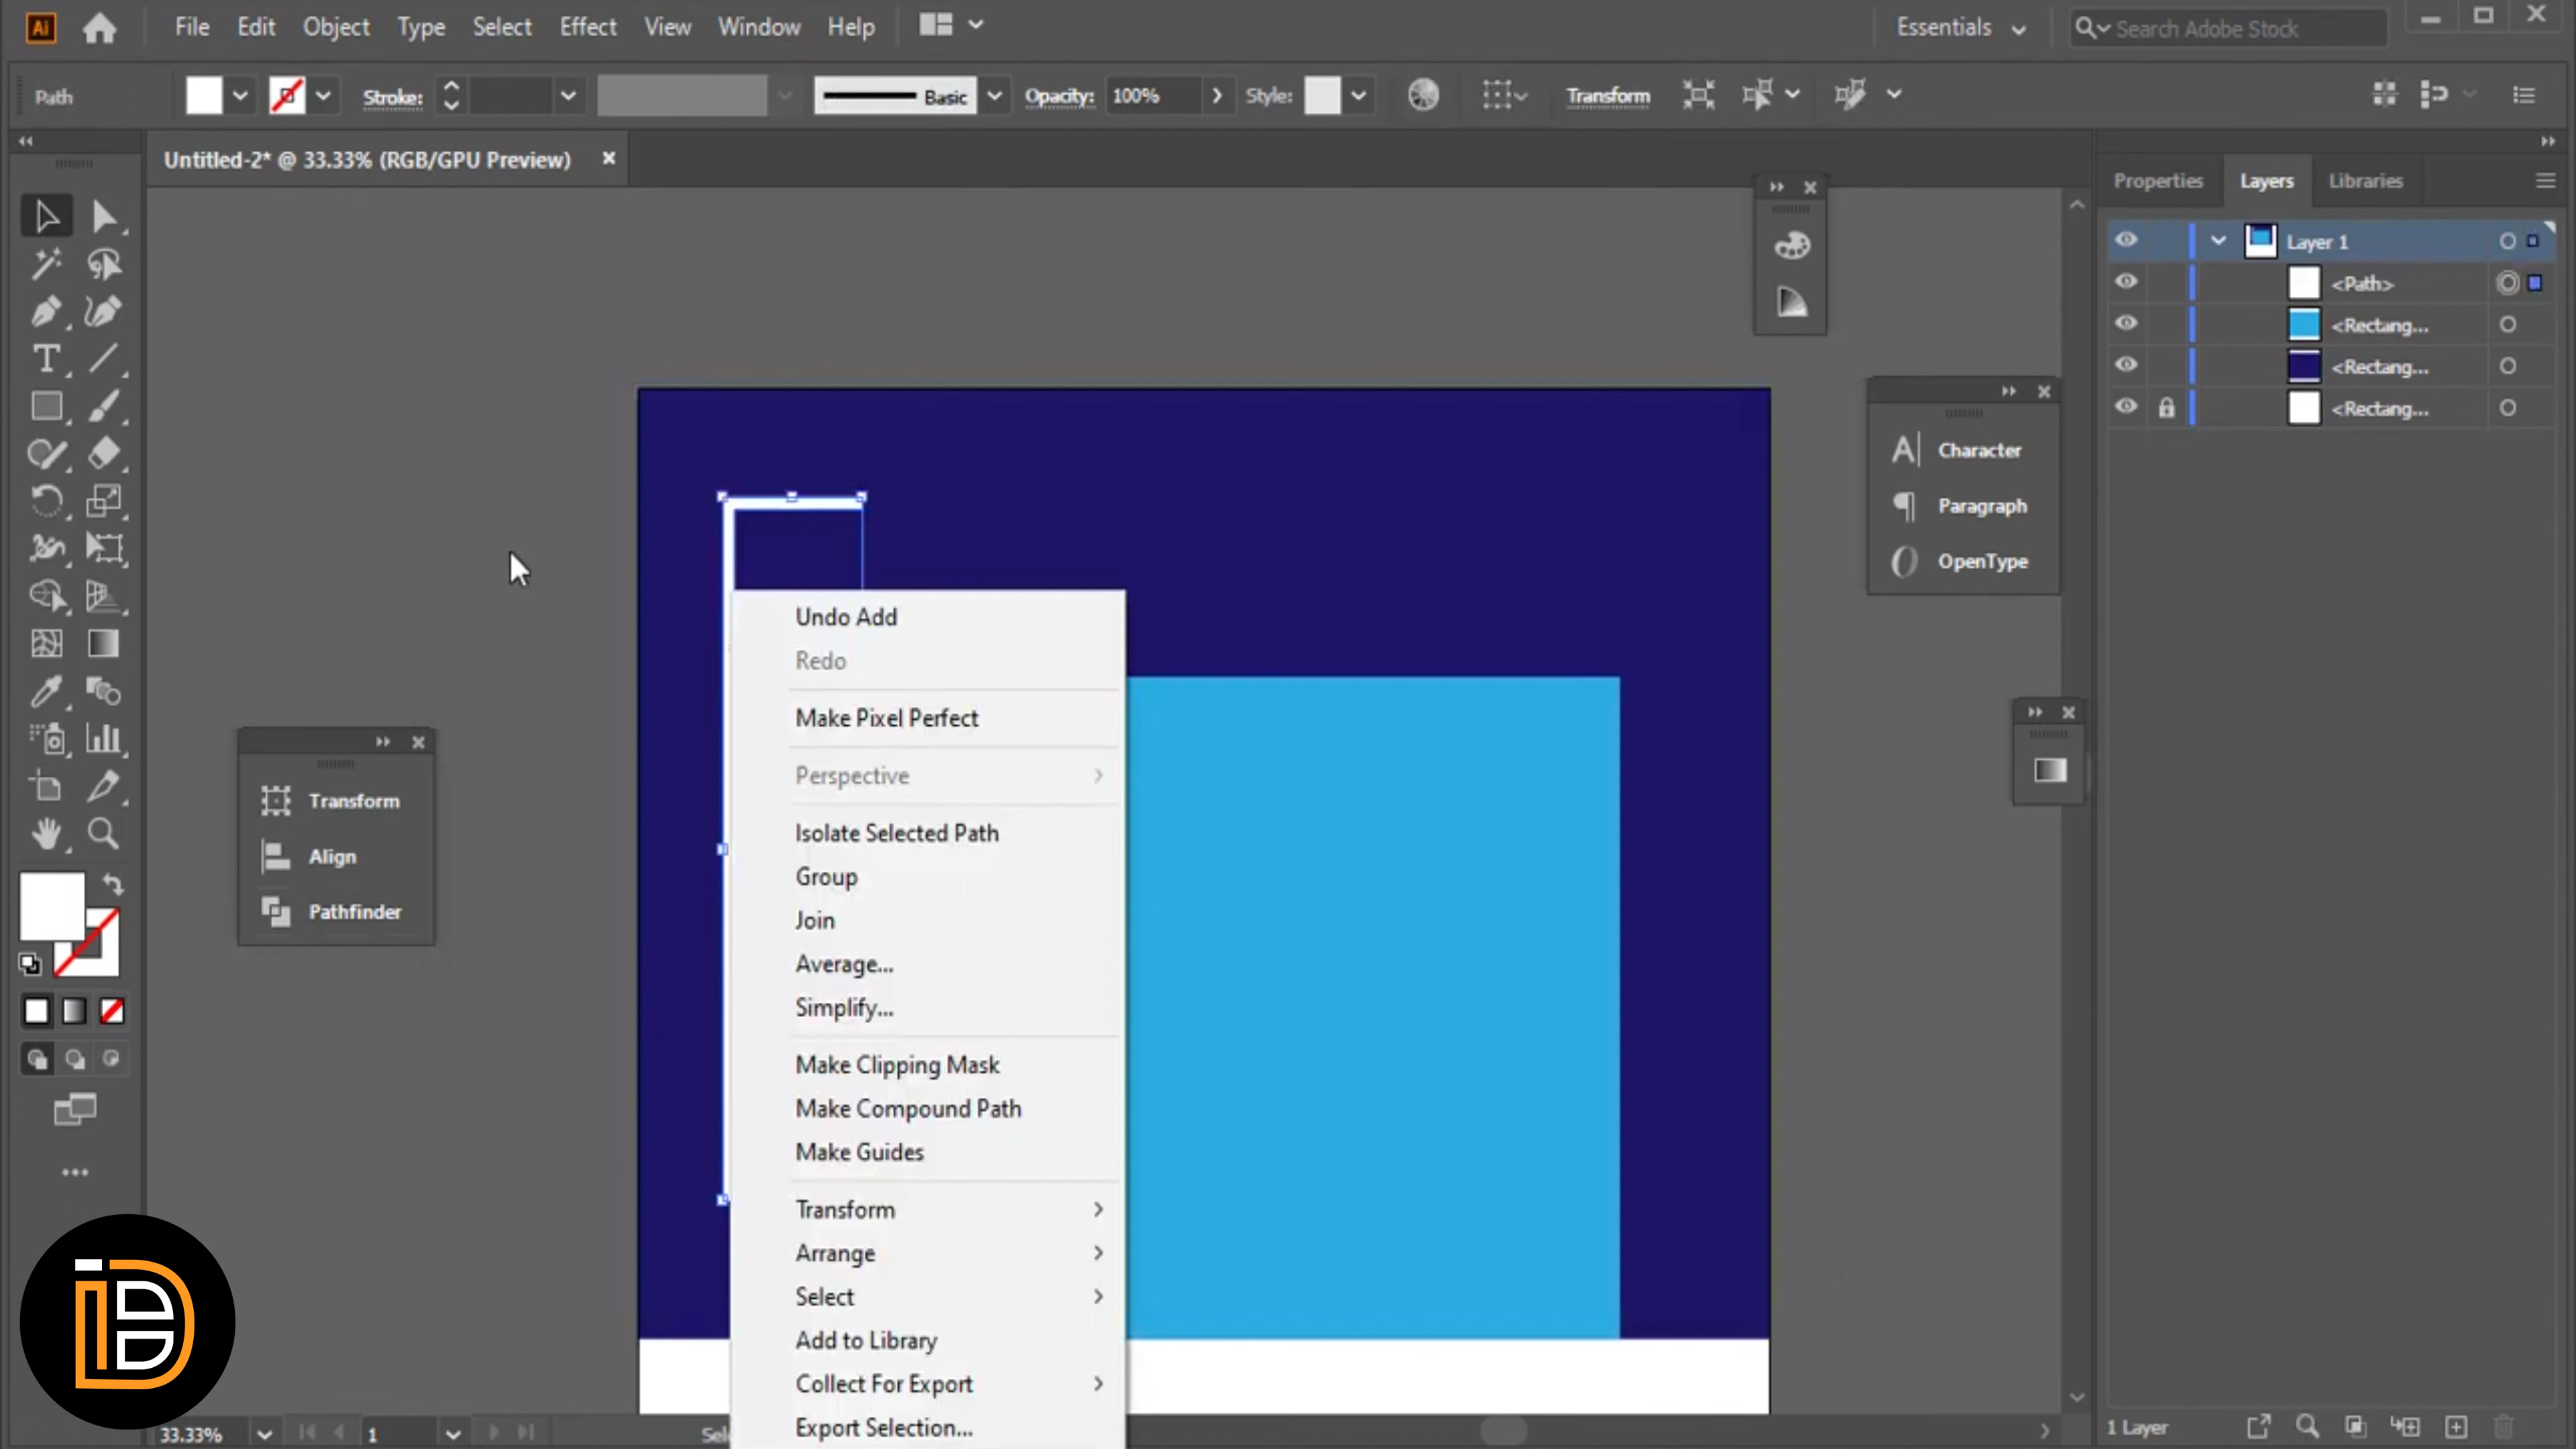 Ai File Edit Object Type Select Effect View Window Help Essentials Search Adobe Stock
Path Stroke: Basic Opacity: 100% Style: Transform
Untitled-2* @ 33.33% (RGB/GPU Preview)
Properties Layers Libraries
Layer 1
<Path>
<Rectang...
<Rectang...
<Rectang...
Character
Paragraph
OpenType
Transform
Align
Pathfinder
Undo Add
Redo
Make Pixel Perfect
Perspective
Isolate Selected Path
Group
Join
Average...
Simplify...
Make Clipping Mask
Make Compound Path
Make Guides
Transform
Arrange
Select
Add to Library
Collect For Export
Export Selection...
33.33% 1
1 Layer